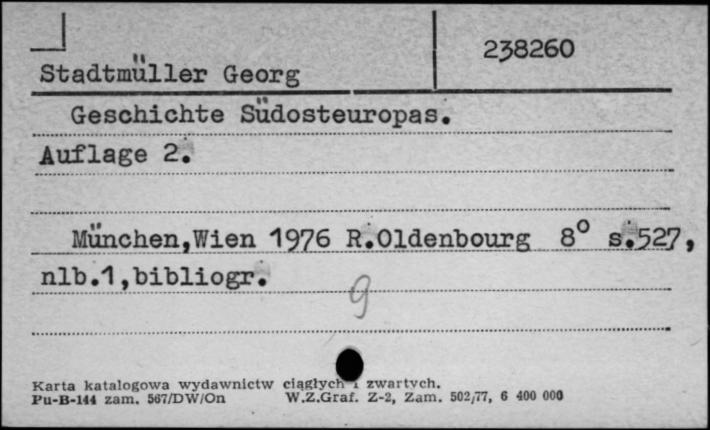 238260
Stadtmüller Georg
Geschichte Südosteuropas.
Auflage 2.
München,Wien 1976 R.Oldenbourg 8° s.527,
nlb.1,bibliogr.
9
Karta katalogowa wydawnictw ciągłych i zwartych.
Pu-B-144 zam. 567/DW/On W.Z.Graf. Z-2, Zam. 502/77, 6 400 000